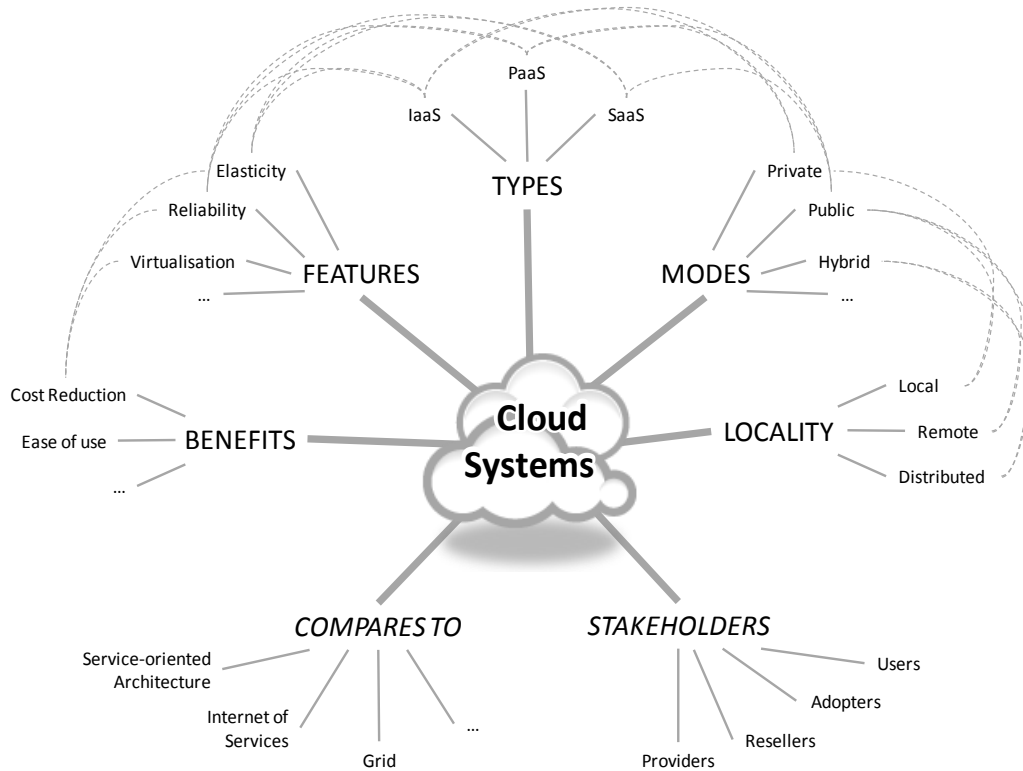 PaaS
IaaS
SaaS
TYPES
Elasticity
Reliability
Virtualisation
...
FEATURES
Private
Public
Hybrid
...
MODES
Cost Reduction
Ease of use
...
BENEFITS
Cloud
Systems
LOCALITY
Local
Remote
Distributed
COMPARES TO
Service-oriented
Architecture
Internet of
Services
Grid
...
STAKEHOLDERS
Users
Adopters
Resellers
Providers